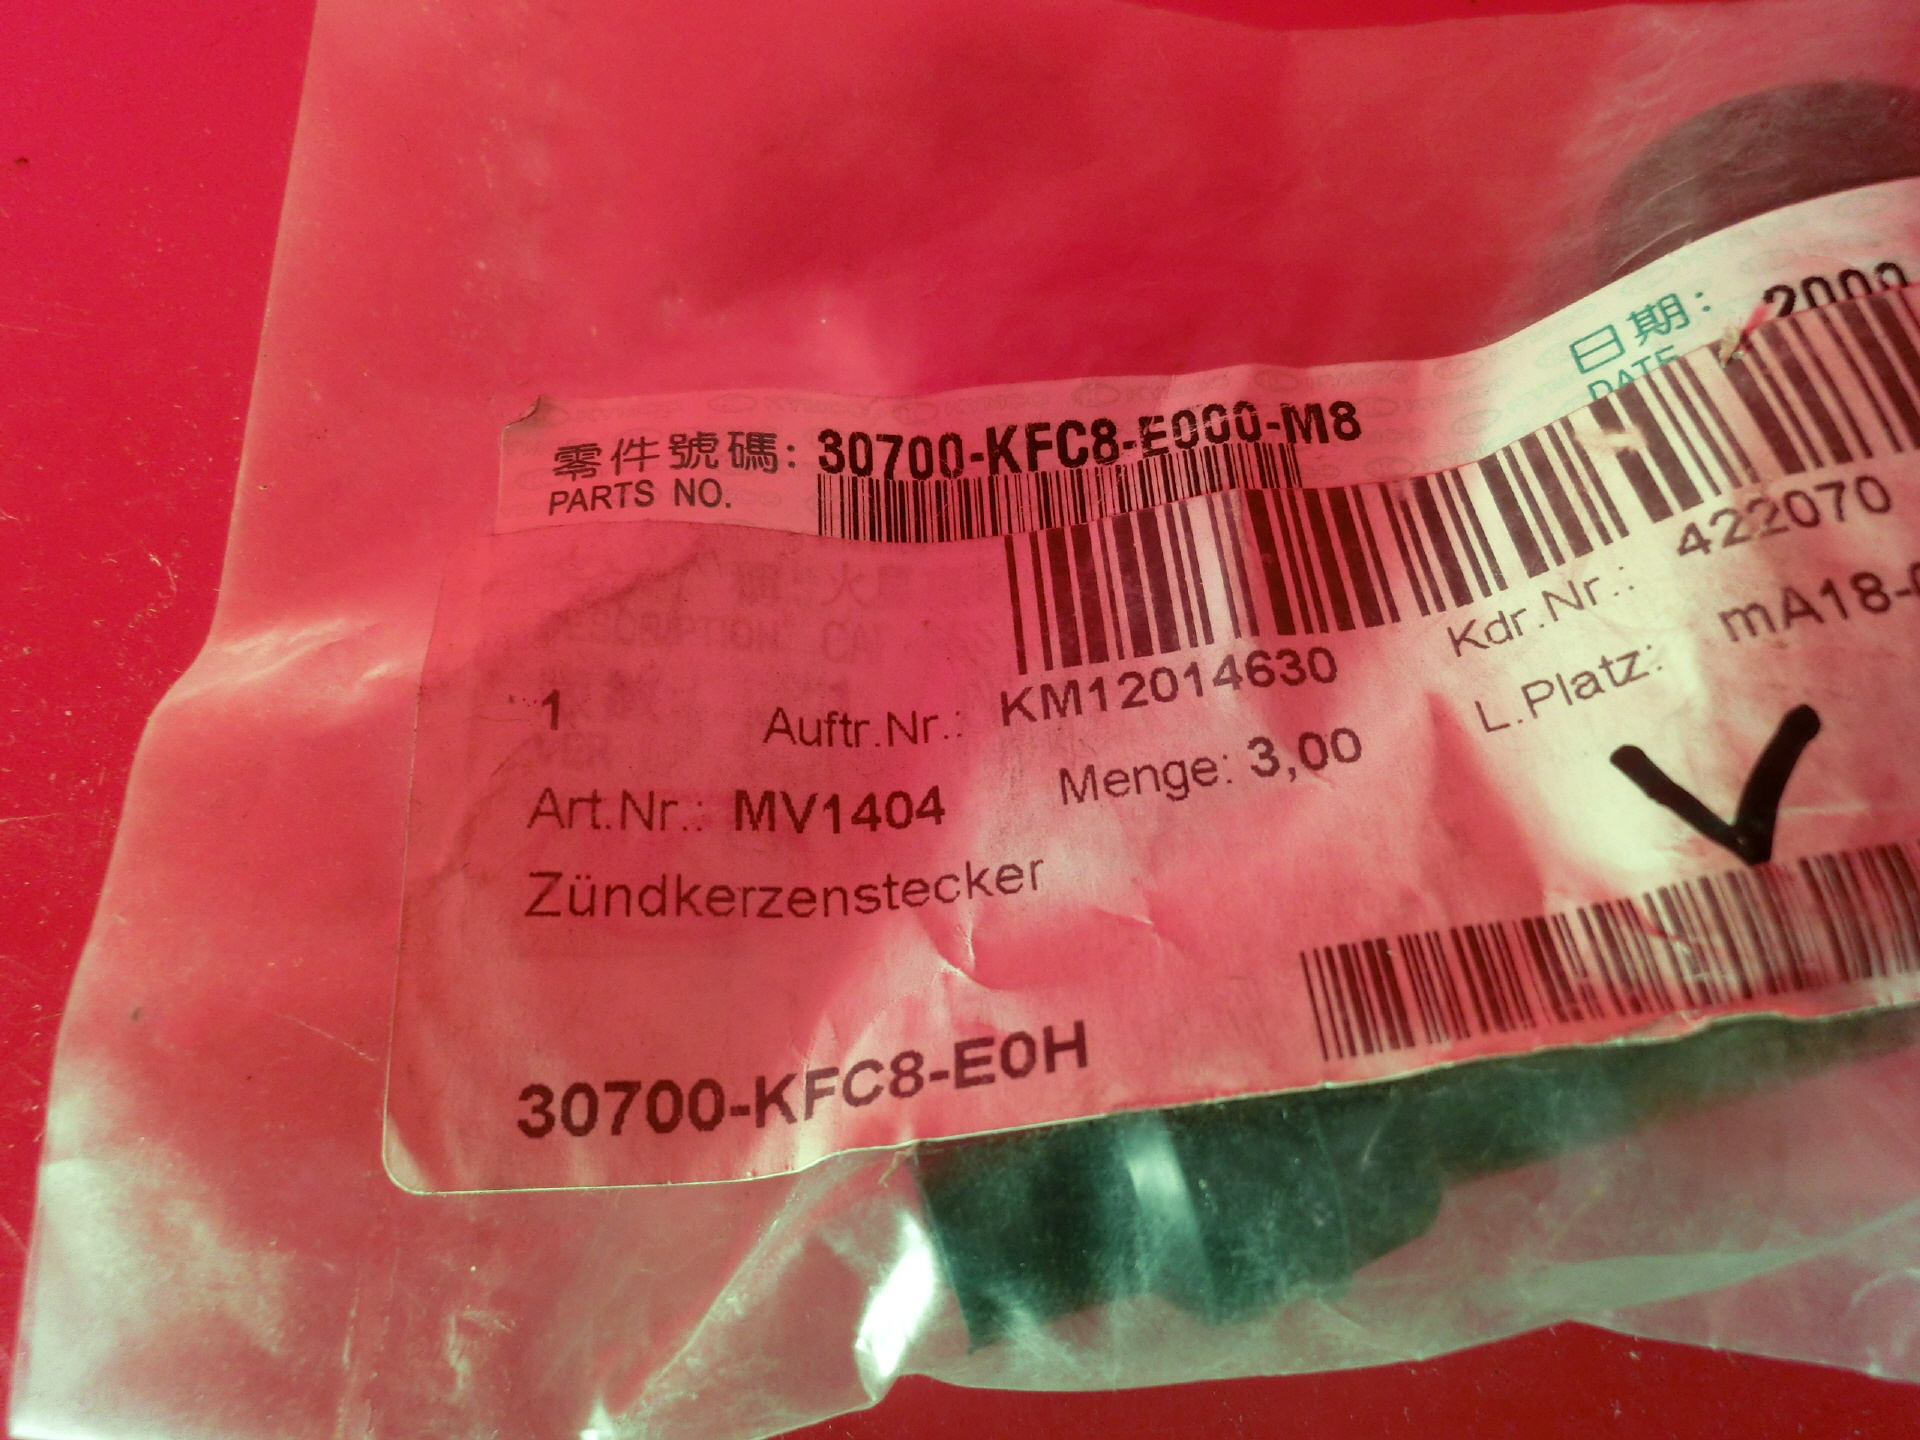 日期: 2000
DATE
零件號碼: 30700-KFC8-E000-M8
PARTS NO.
DESCRIPTION
1 Auftr.Nr.: KM12014630 Kdr.Nr.: 422070
Art.Nr.: MV1404 Menge: 3,00 L.Platz: mA18-
Zündkerzenstecker
30700-KFC8-E0H